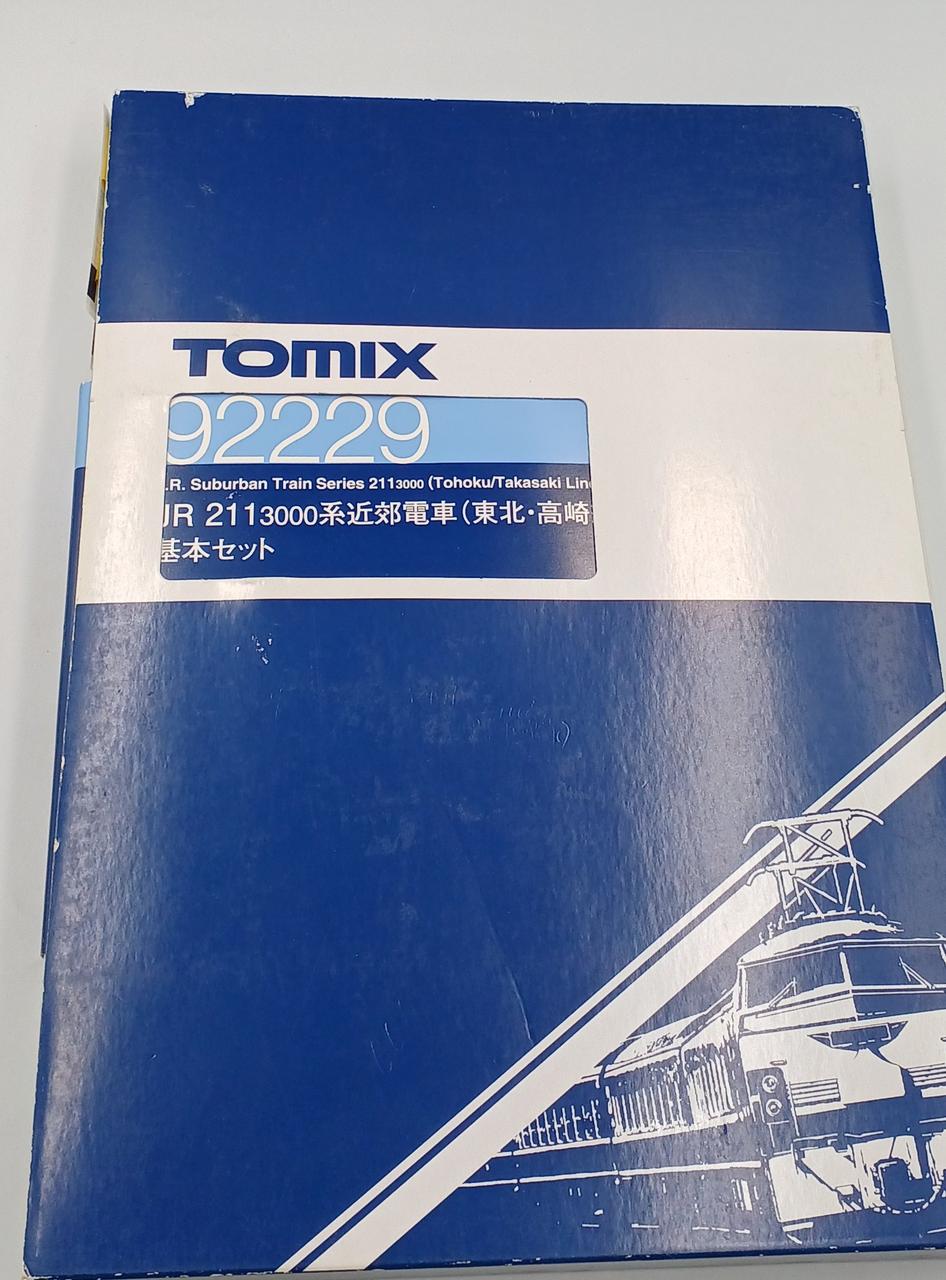 TOMIX
92229
.R. Suburban Train Series 2113000 (Tohoku/Takasaki Lin
JR 2113000系近郊電車(東北・高崎
基本セット